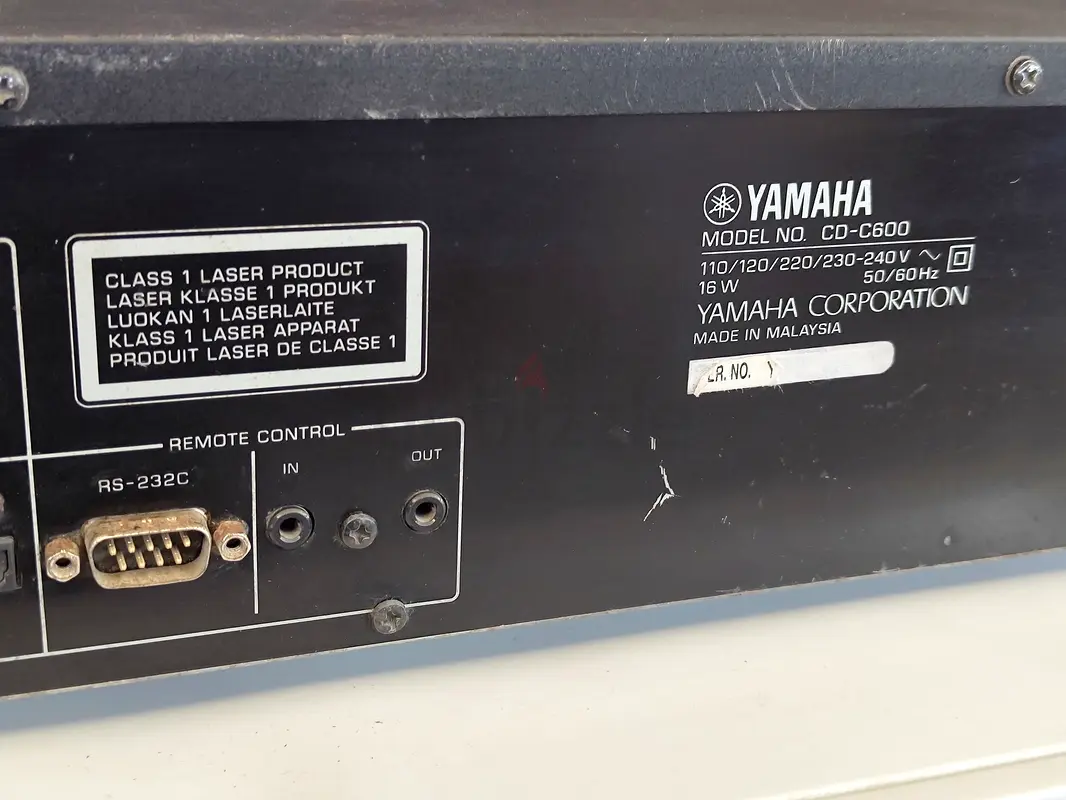 YAMAHA
MODEL NO. CD-C600
110/120/220/230-240V ~
50/60Hz
16 W
YAMAHA CORPORATION
MADE IN MALAYSIA
ER. NO.
CLASS 1 LASER PRODUCT
LASER KLASSE 1 PRODUKT
LUOKAN 1 LASERLAITE
KLASS 1 LASER APPARAT
PRODUIT LASER DE CLASSE 1
REMOTE CONTROL
RS-232C
IN
OUT